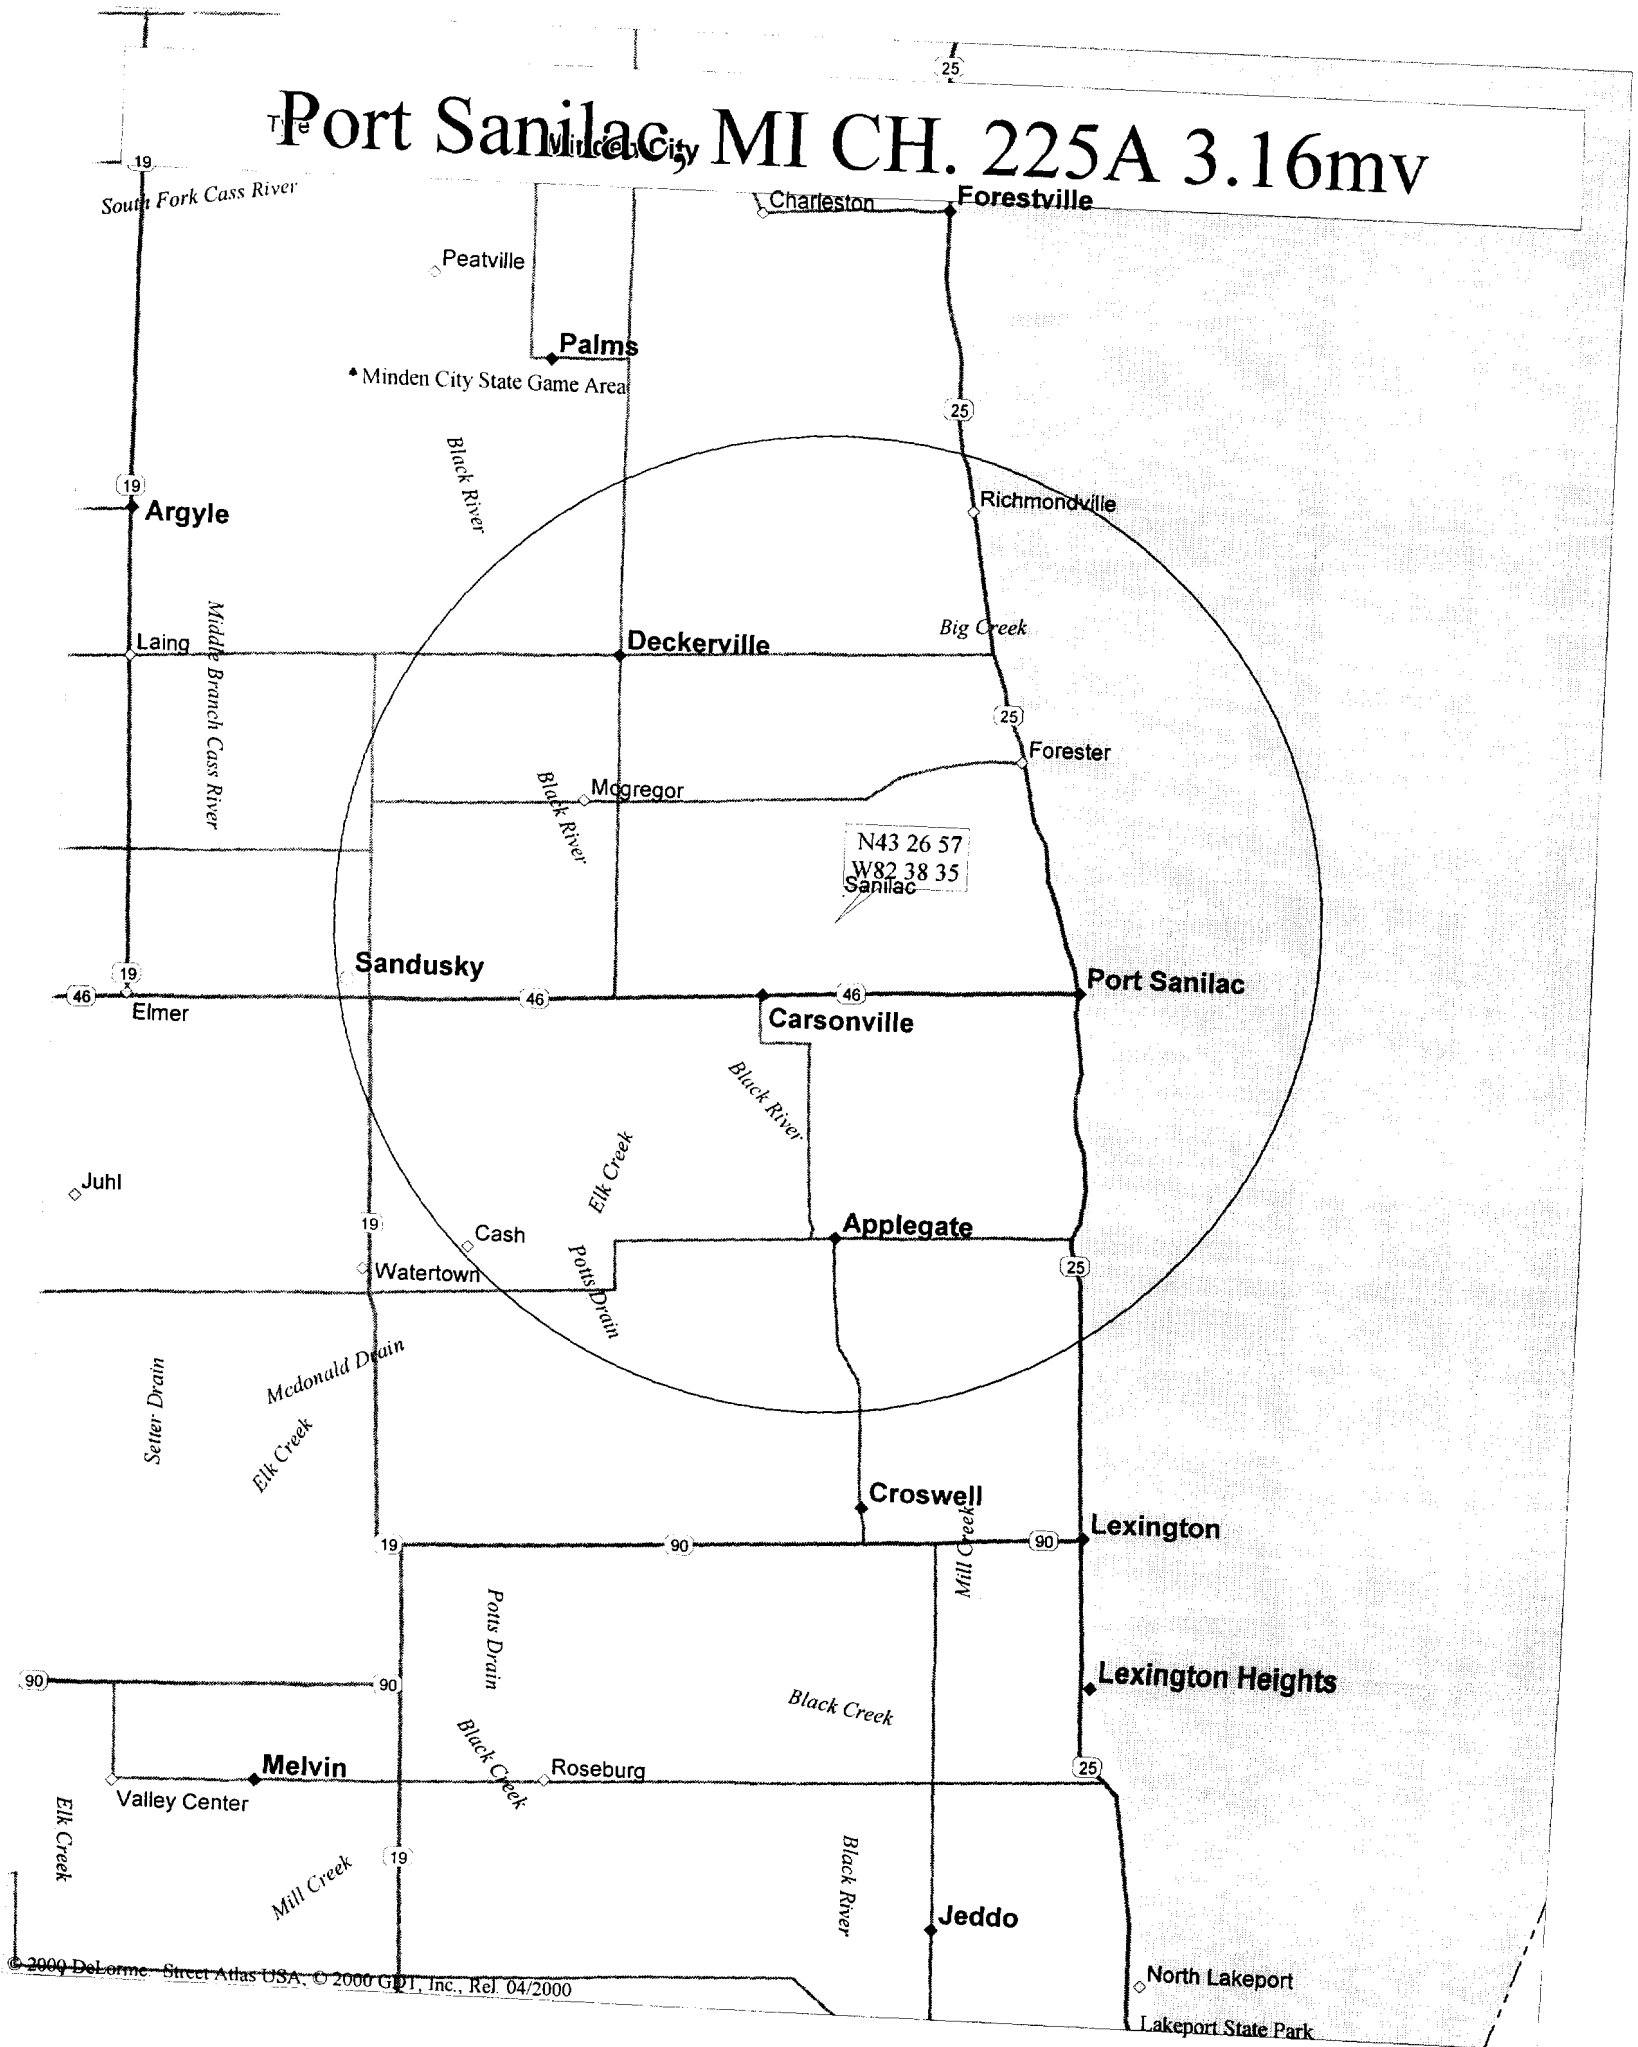 25
Port Sanilac, MI CH. 225A 3.16mv
Tyre
Minden City
19
South Fork Cass River
Charleston
Forestville
Peatville
Palms
Minden City State Game Area
25
Black River
19
Argyle
Richmondville
Middle Branch Cass River
Laing
Deckerville
Big Creek
25
Forester
Black River
Mcgregor
N43 26 57
W82 38 35
Sanilac
Sandusky
19
46
46
46
Port Sanilac
Elmer
Carsonville
Black River
Elk Creek
Juhl
19
Cash
Applegate
Watertown
Potts Drain
25
Mcdonald Drain
Setter Drain
Elk Creek
Croswell
Lexington
19
90
90
Mill Creek
Potts Drain
90
90
Lexington Heights
Black Creek
Black Creek
Melvin
Roseburg
25
Valley Center
Elk Creek
19
Mill Creek
Black River
Jeddo
© 2000 DeLorme. Street Atlas USA; © 2000 GDT, Inc., Rel. 04/2000
North Lakeport
Lakeport State Park